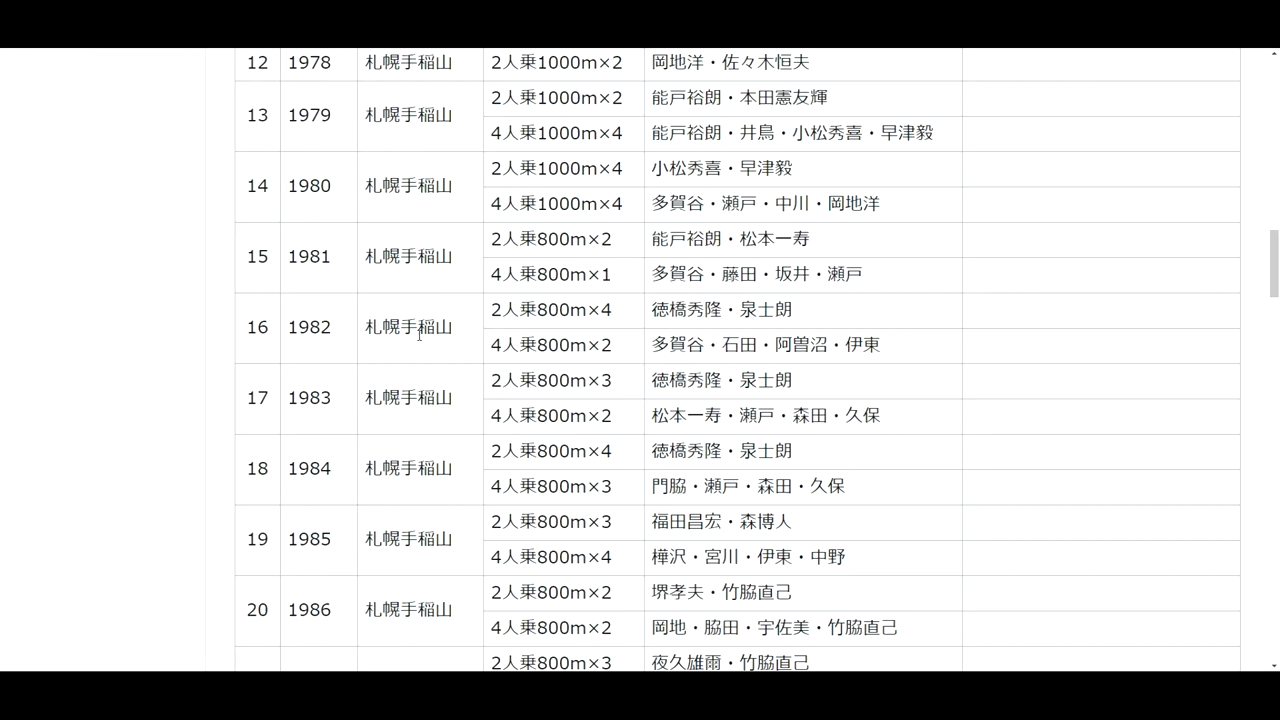 12 1978 札幌手稲山 2人乗1000m×2 岡地洋・佐々木恒夫
2人乗1000m×2 能戸裕朗・本田憲友輝
13 1979 札幌手稲山
4人乗1000m×4 能戸裕朗・井鳥・小松秀喜・早津毅
2人乗1000m×4 小松秀喜・早津毅
14 1980 札幌手稲山
4人乗1000m×4 多賀谷・瀬戸・中川・岡地洋
2人乗800m×2 能戸裕朗・松本一寿
15 1981 札幌手稲山
4人乗800m×1 多賀谷・藤田・坂井・瀬戸
2人乗800m×4 徳橋秀隆・泉士朗
16 1982 札幌手稲山
4人乗800m×2 多賀谷・石田・阿曽沼・伊東
2人乗800m×3 徳橋秀隆・泉士朗
17 1983 札幌手稲山
4人乗800m×2 松本一寿・瀬戸・森田・久保
2人乗800m×4 徳橋秀隆・泉士朗
18 1984 札幌手稲山
4人乗800m×3 門脇・瀬戸・森田・久保
2人乗800m×3 福田昌宏・森博人
19 1985 札幌手稲山
4人乗800m×4 樺沢・宮川・伊東・中野
2人乗800m×2 堺孝夫・竹脇直己
20 1986 札幌手稲山
4人乗800m×2 岡地・脇田・宇佐美・竹脇直己
2人乗800m×3 夜久雄雨・竹脇直己